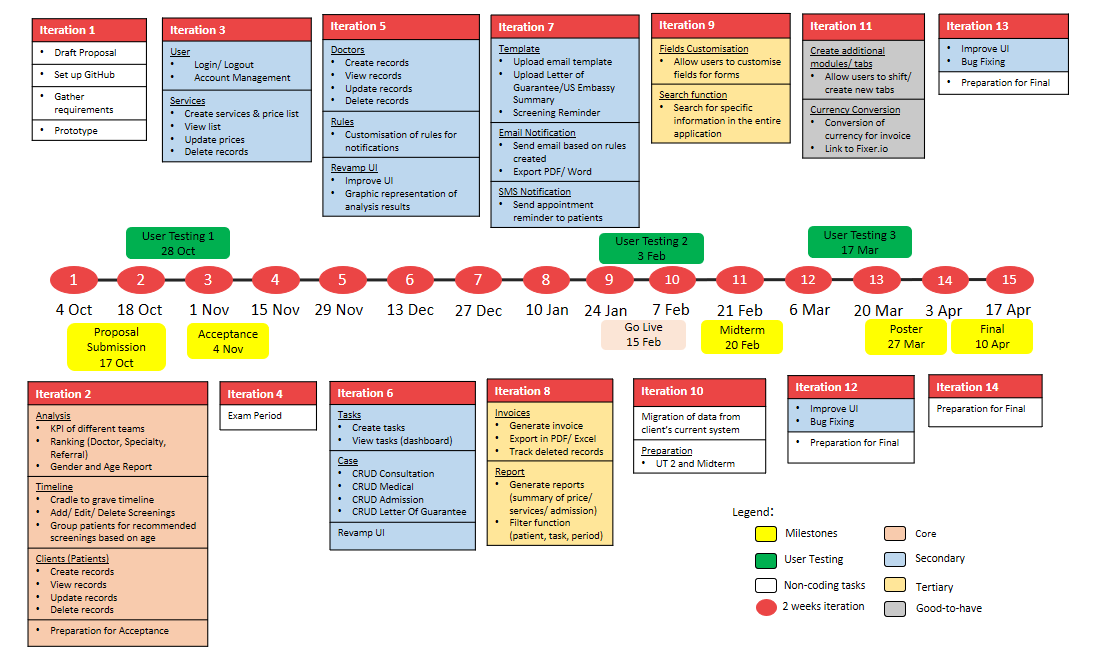 Iteration 1
• Draft Proposal
• Set up GitHub
• Gather
requirements
• Prototype
Iteration 3
User
• Login/ Logout
• Account Management
Services
• Create services & price list
• View list
• Update prices
• Delete records
Iteration 5
Doctors
• Create records
• View records
• Update records
• Delete records
Rules
• Customisation of rules for
notifications
Revamp UI
• Improve UI
• Graphic representation of
analysis results
Iteration 7
Template
• Upload email template
• Upload Letter of
Guarantee/US Embassy
Summary
• Screening Reminder
Email Notification
• Send email based on rules
created
• Export PDF/ Word
SMS Notification
• Send appointment
reminder to patients
Iteration 9
Fields Customisation
• Allow users to customise
fields for forms
Search function
• Search for specific
information in the entire
application
Iteration 11
Create additional
modules/ tabs
• Allow users to shift/
create new tabs
Currency Conversion
• Conversion of
currency for invoice
• Link to Fixer.io
Iteration 13
• Improve UI
• Bug Fixing
• Preparation for Final
User Testing 1
28 Oct
User Testing 2
3 Feb
User Testing 3
17 Mar
1 2 3 4 5 6 7 8 9 10 11 12 13 14 15
4 Oct 18 Oct 1 Nov 15 Nov 29 Nov 13 Dec 27 Dec 10 Jan 24 Jan 7 Feb 21 Feb 6 Mar 20 Mar 3 Apr 17 Apr
Proposal
Submission
17 Oct
Acceptance
4 Nov
Go Live
15 Feb
Midterm
20 Feb
Poster
27 Mar
Final
10 Apr
Iteration 2
Analysis
• KPI of different teams
• Ranking (Doctor, Specialty,
Referral)
• Gender and Age Report
Timeline
• Cradle to grave timeline
• Add/ Edit/ Delete Screenings
• Group patients for recommended
screenings based on age
Clients (Patients)
• Create records
• View records
• Update records
• Delete records
• Preparation for Acceptance
Iteration 4
Exam Period
Iteration 6
Tasks
• Create tasks
• View tasks (dashboard)
Case
• CRUD Consultation
• CRUD Medical
• CRUD Admission
• CRUD Letter Of Guarantee
Revamp UI
Iteration 8
Invoices
• Generate invoice
• Export in PDF/ Excel
• Track deleted records
Report
• Generate reports
(summary of price/
services/ admission)
• Filter function
(patient, task, period)
Iteration 10
Migration of data from
client's current system
Preparation
• UT 2 and Midterm
Iteration 12
• Improve UI
• Bug Fixing
• Preparation for Final
Iteration 14
Preparation for Final
Legend:
Milestones
User Testing
Non-coding tasks
2 weeks iteration
Core
Secondary
Tertiary
Good-to-have